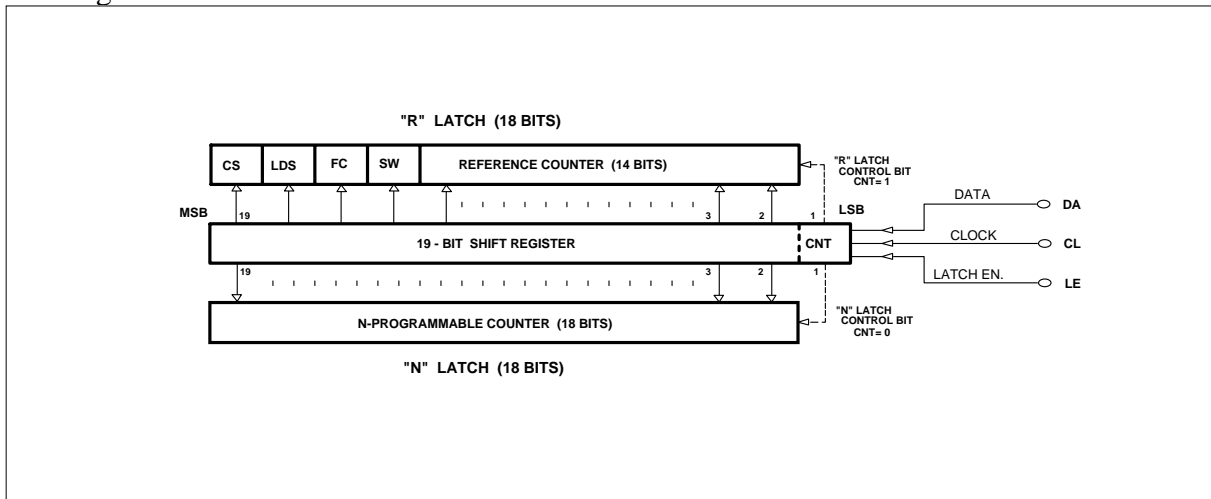 "R" LATCH (18 BITS)
CS LDS FC SW REFERENCE COUNTER (14 BITS)
"R" LATCH
CONTROL BIT
CNT= 1
MSB 19 3 2 1 LSB
DATA DA
19 - BIT SHIFT REGISTER CNT CLOCK CL
19 3 2 1 LATCH EN. LE
N-PROGRAMMABLE COUNTER (18 BITS)
"N" LATCH
CONTROL BIT
CNT= 0
"N" LATCH (18 BITS)